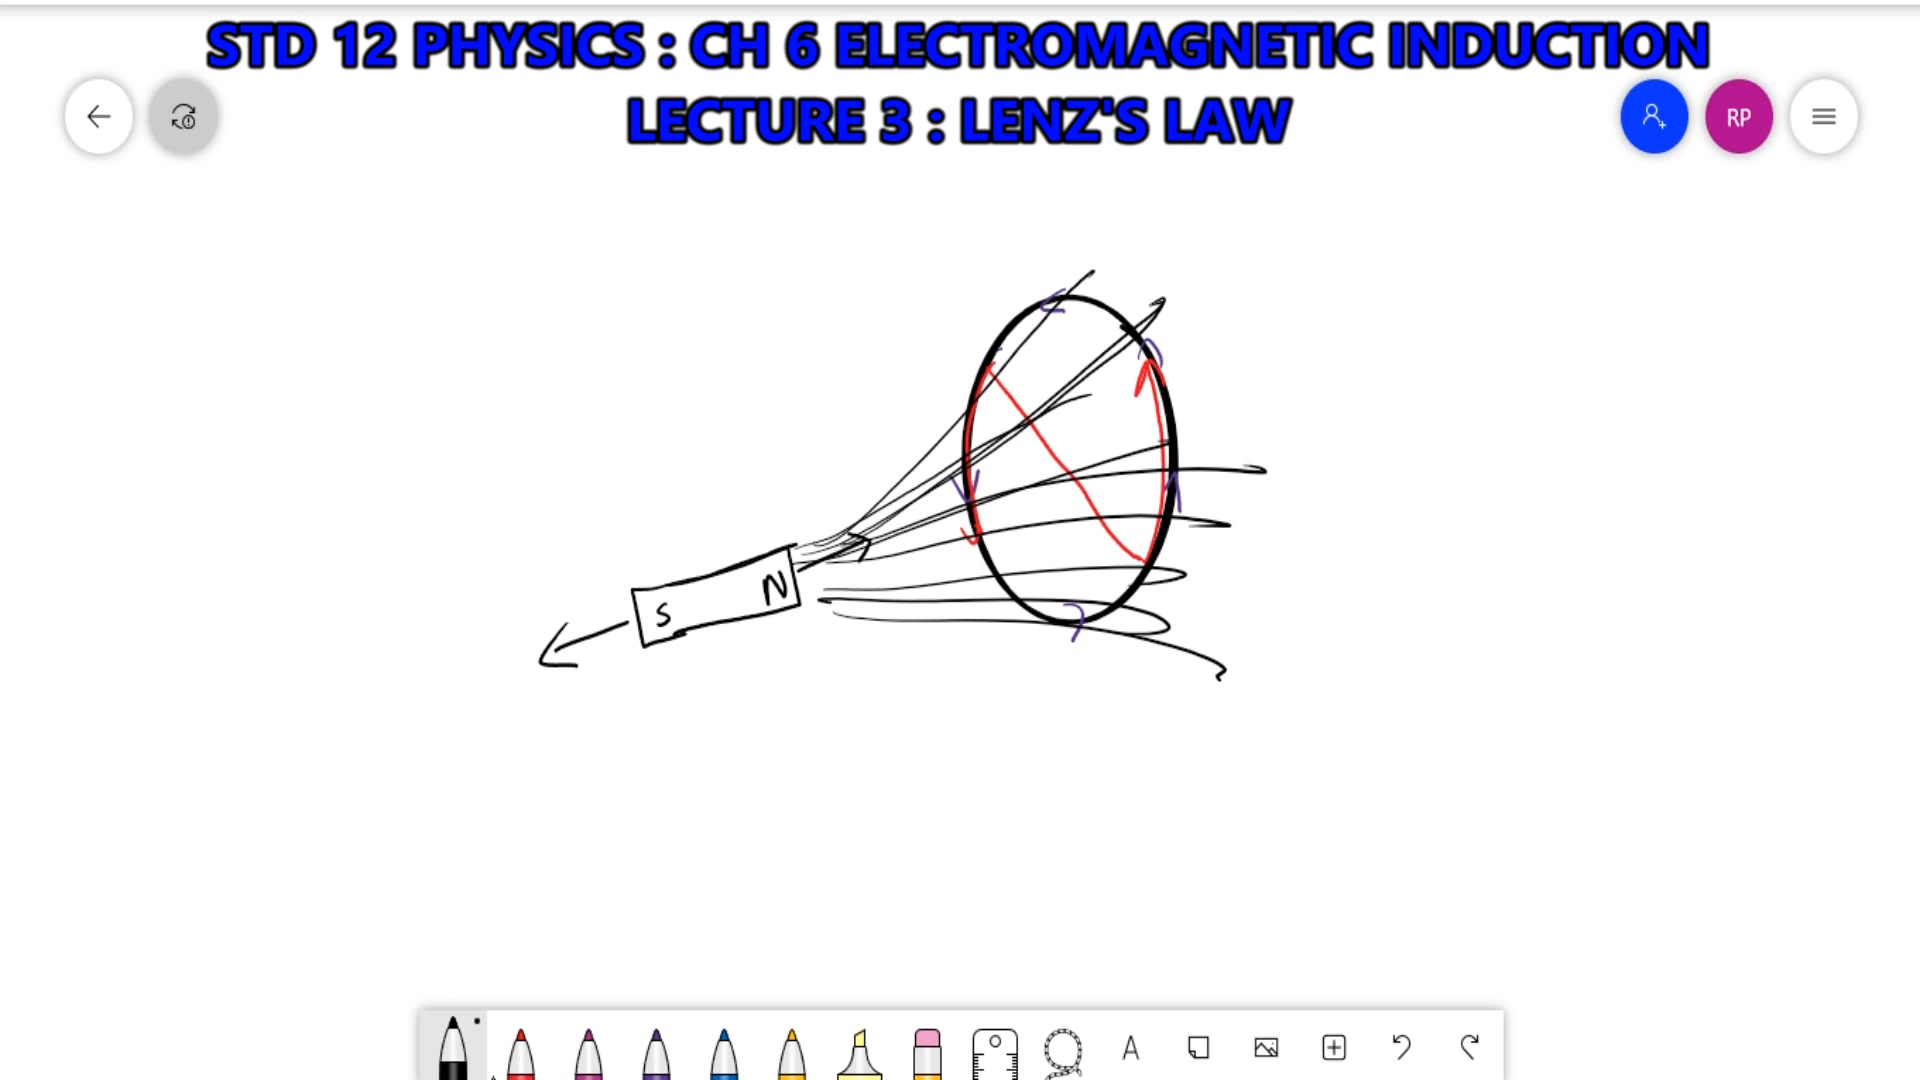 STD 12 PHYSICS : CH 6 ELECTROMAGNETIC INDUCTION
LECTURE 3 : LENZ'S LAW
RP
N
S
A